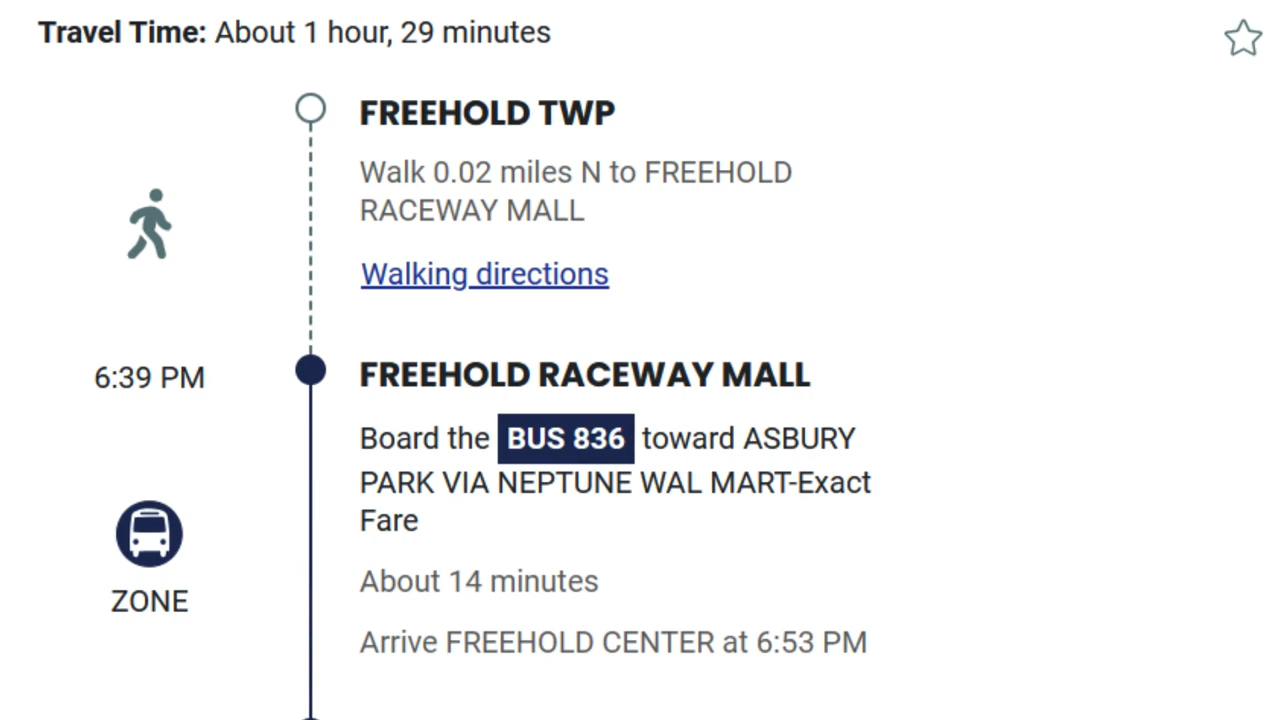 Travel Time: About 1 hour, 29 minutes
FREEHOLD TWP
Walk 0.02 miles N to FREEHOLD
RACEWAY MALL
Walking directions
6:39 PM
FREEHOLD RACEWAY MALL
Board the BUS 836 toward ASBURY
PARK VIA NEPTUNE WAL MART-Exact
Fare
ZONE
About 14 minutes
Arrive FREEHOLD CENTER at 6:53 PM